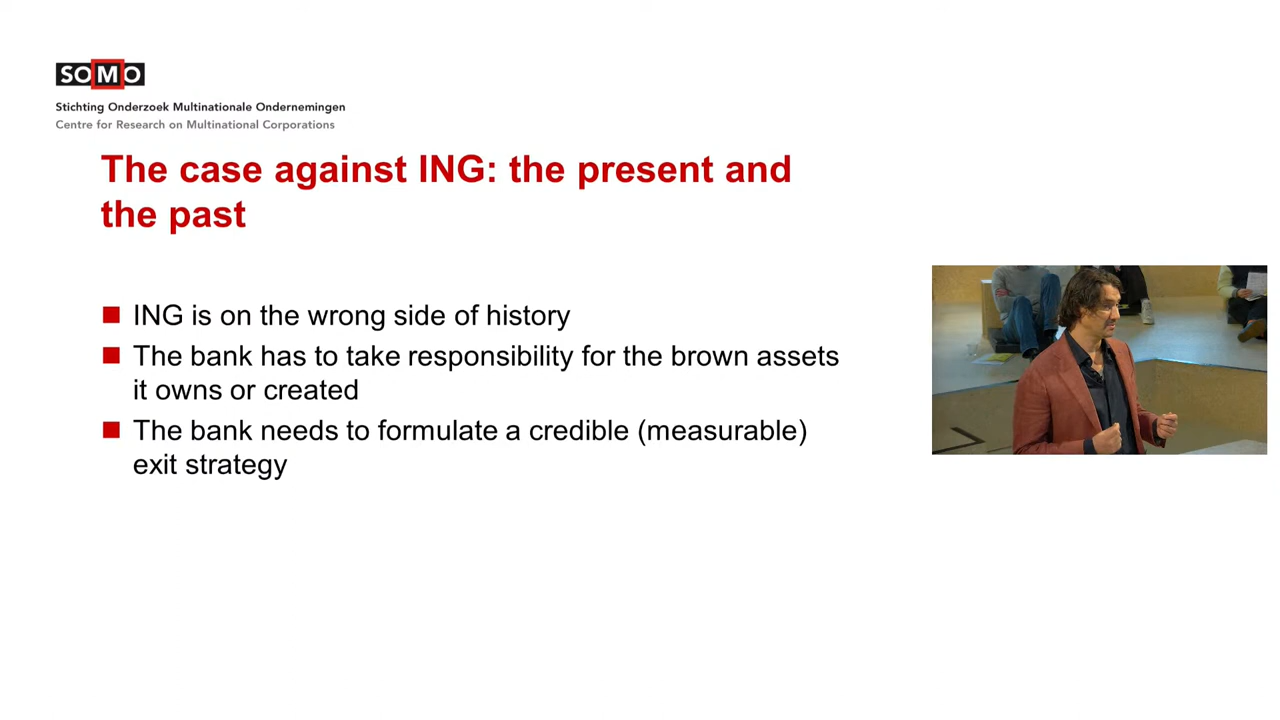 SOMO
Stichting Onderzoek Multinationale Ondernemingen
Centre for Research on Multinational Corporations
The case against ING: the present and
the past
ING is on the wrong side of history
The bank has to take responsibility for the brown assets
it owns or created
The bank needs to formulate a credible (measurable)
exit strategy